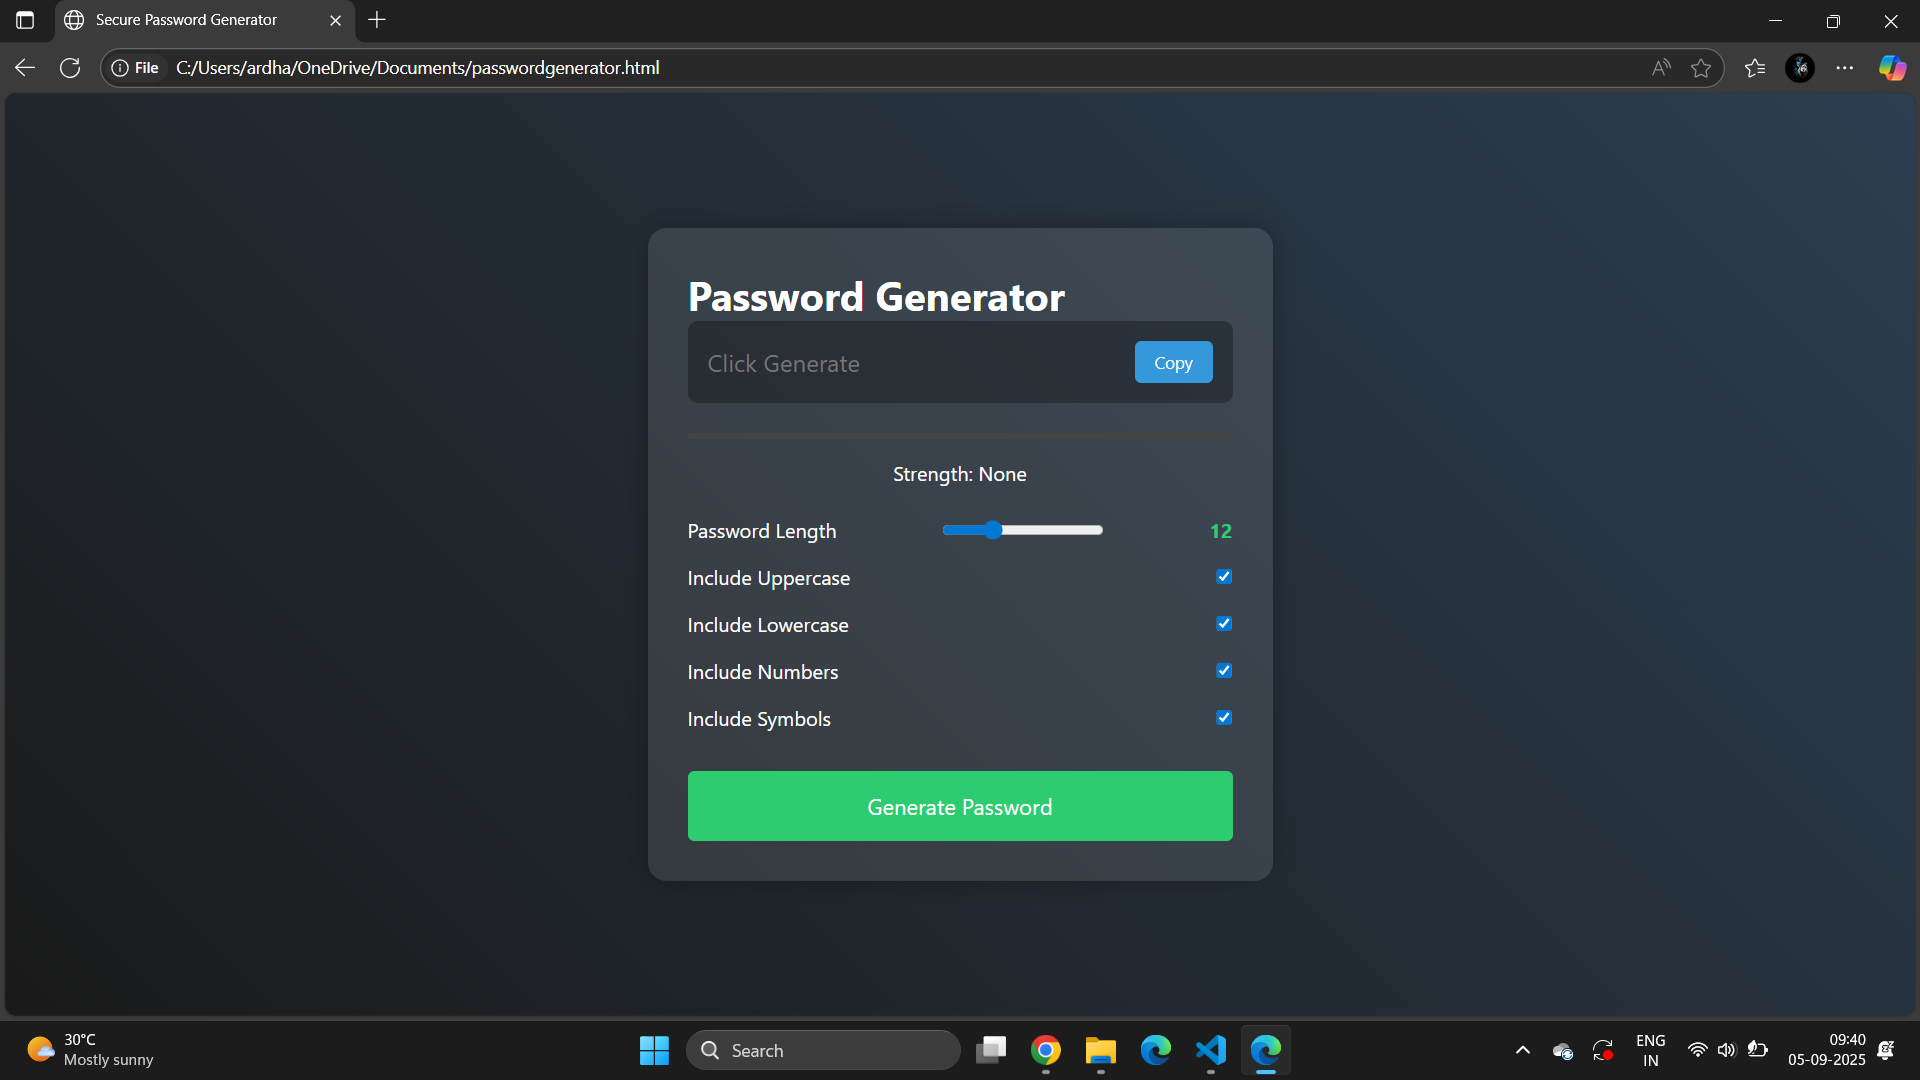 Secure Password Generator
File C:/Users/ardha/OneDrive/Documents/passwordgenerator.html
Password Generator
Click Generate
Copy
Strength: None
Password Length 12
Include Uppercase
Include Lowercase
Include Numbers
Include Symbols
Generate Password
30°C
Mostly sunny
Search
ENG
IN
09:40
05-09-2025